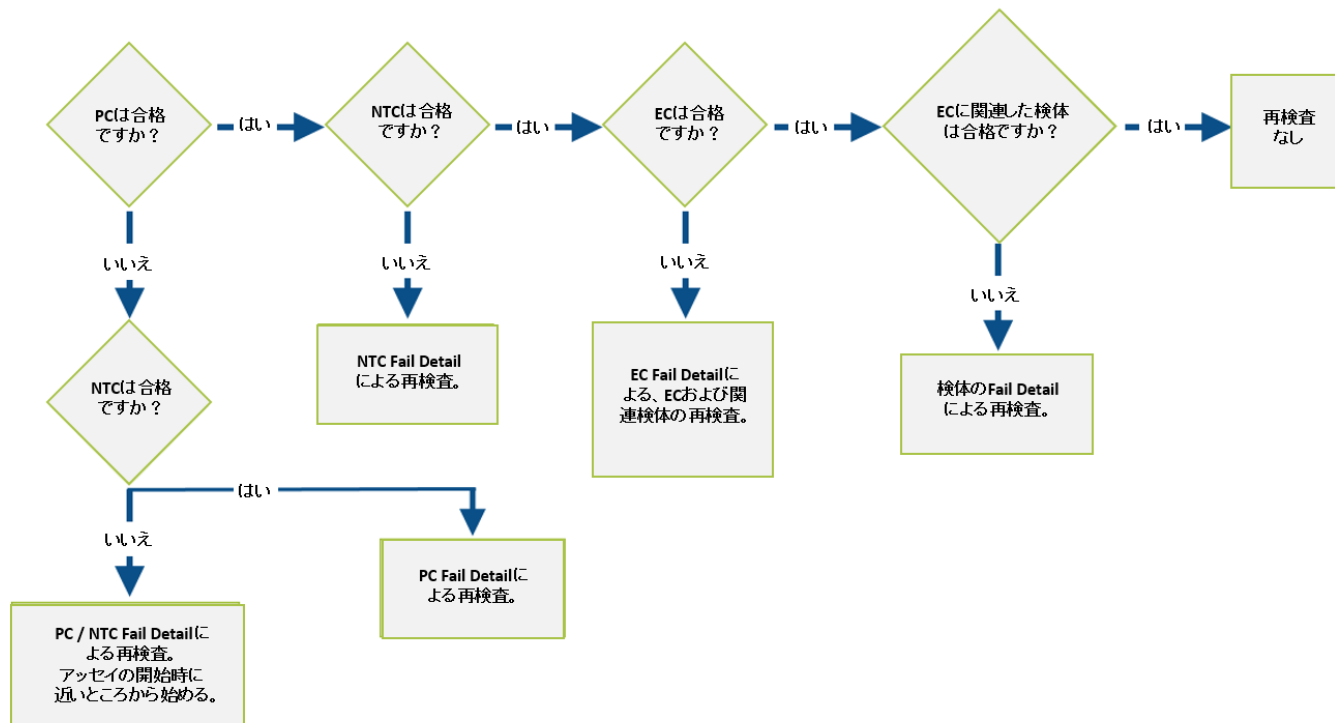 PCは合格
ですか？
はい
NTCは合格
ですか？
はい
ECは合格
ですか？
はい
ECに関連した検体
は合格ですか？
はい
再検査
なし
いいえ
いいえ
いいえ
いいえ
NTCは合格
ですか？
NTC Fail Detail
による再検査。
EC Fail Detailに
よる、ECおよび関
連検体の再検査。
検体のFail Detail
による再検査。
はい
いいえ
PC Fail Detailに
よる再検査。
PC / NTC Fail Detailに
よる再検査。
アッセイの開始時に
近いところから始める。